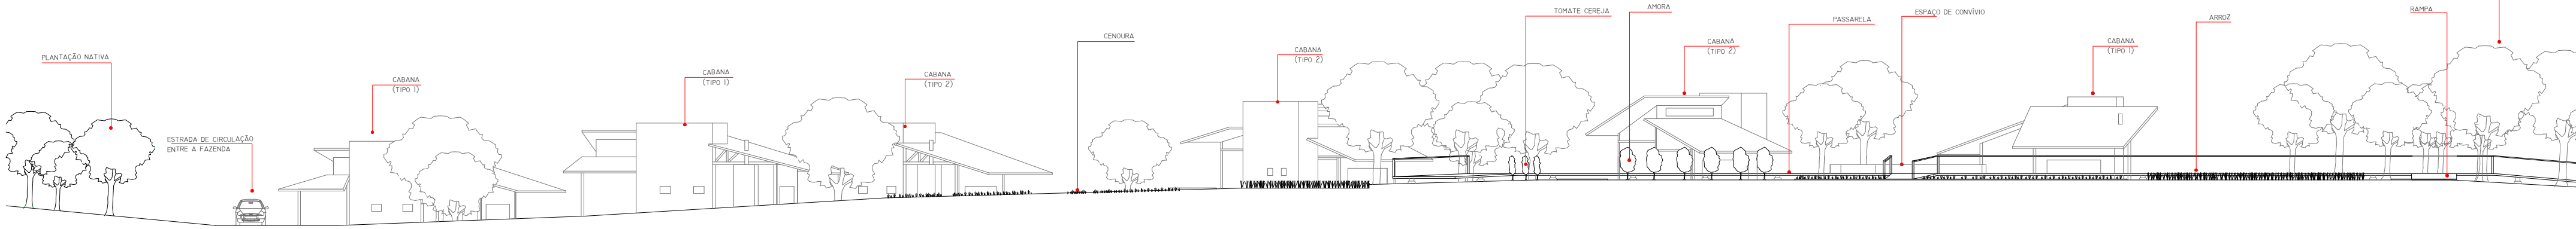 PLANTAÇÃO NATIVA
ESTRADA DE CIRCULAÇÃO
ENTRE A FAZENDA
CABANA
(TIPO 1)
CABANA
(TIPO 1)
CABANA
(TIPO 2)
CENOURA
CABANA
(TIPO 2)
TOMATE CEREJA
AMORA
CABANA
(TIPO 2)
PASSARELA
ESPAÇO DE CONVÍVIO
CABANA
(TIPO 1)
ARROZ
RAMPA